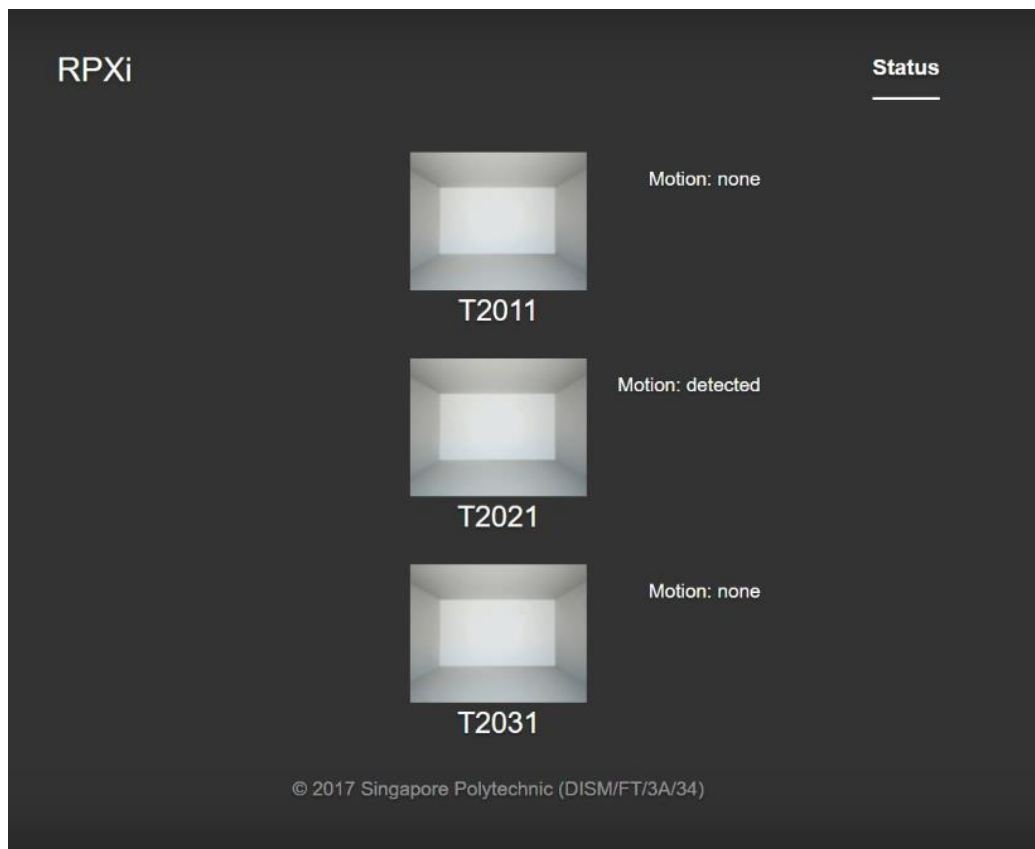 RPXi
Status
Motion: none
T2011
Motion: detected
T2021
Motion: none
T2031
© 2017 Singapore Polytechnic (DISM/FT/3A/34)